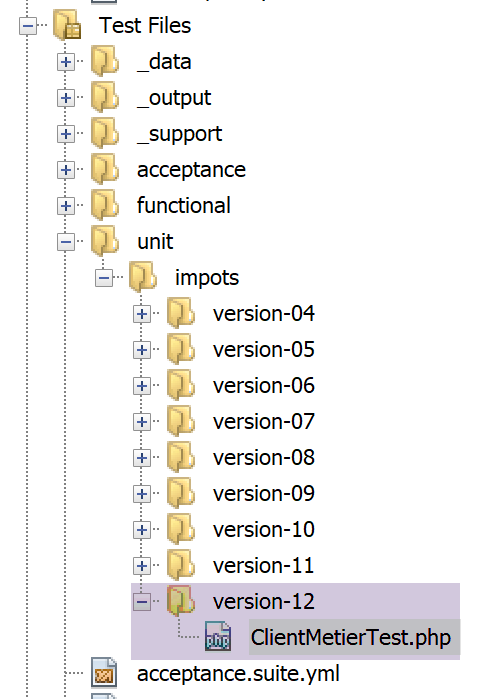 Test Files
_data
_output
_support
acceptance
functional
unit
impots
version-04
version-05
version-06
version-07
version-08
version-09
version-10
version-11
version-12
ClientMetierTest.php
acceptance.suite.yml